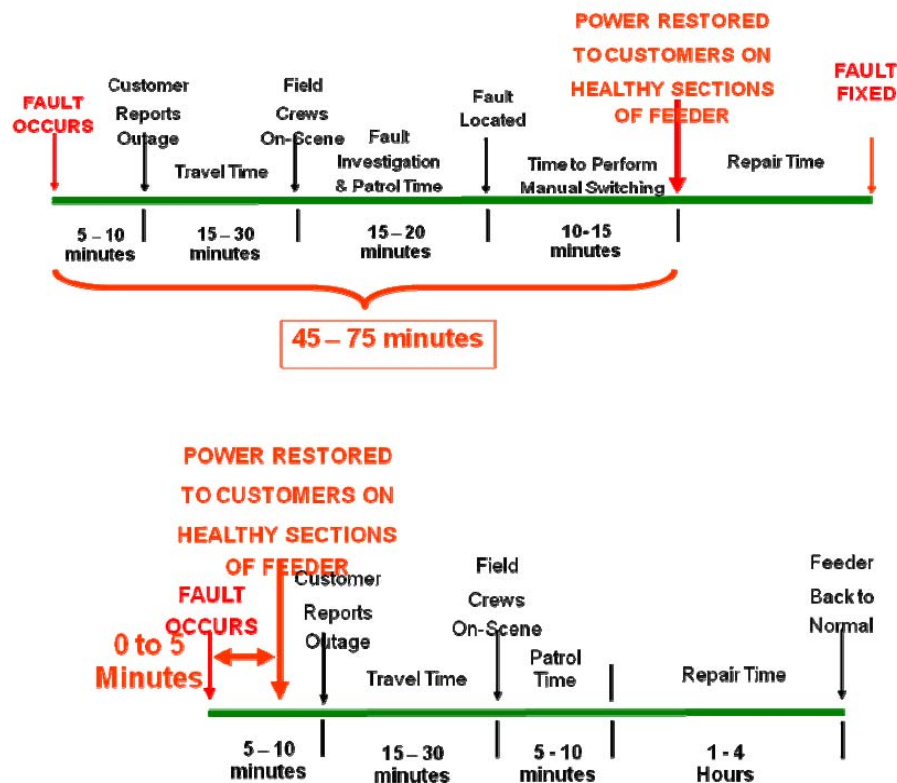 POWER RESTORED
TO CUSTOMERS ON
HEALTHY SECTIONS
OF FEEDER
FAULT
FIXED
FAULT
OCCURS
Customer
Reports
Outage
Field
Crews
On-Scene
Fault
Located
Travel Time
Fault
Investigation
& Patrol Time
Time to Perform
Manual Switching
Repair Time
5 – 10
minutes
15 – 30
minutes
15 – 20
minutes
10 - 15
minutes
45 – 75 minutes
POWER RESTORED
TO CUSTOMERS ON
HEALTHY SECTIONS
OF FEEDER
FAULT
OCCURS
0 to 5
Minutes
Customer
Reports
Outage
Field
Crews
On-Scene
Feeder
Back to
Normal
Travel Time
Patrol
Time
Repair Time
5 – 10
minutes
15 – 30
minutes
5 - 10
minutes
1 - 4
Hours